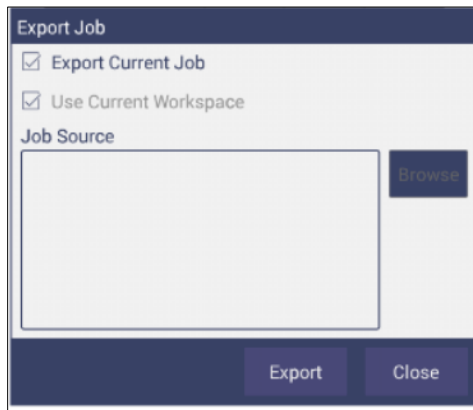 Export Job
Export Current Job
Use Current Workspace
Job Source
Browse
Export Close